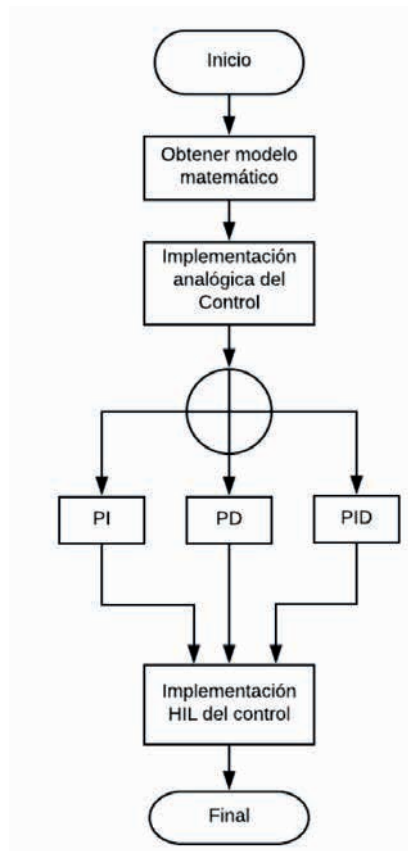 Inicio
Obtener modelo
matemático
Implementación
analógica del
Control
PI
PD
PID
Implementación
HIL del control
Final